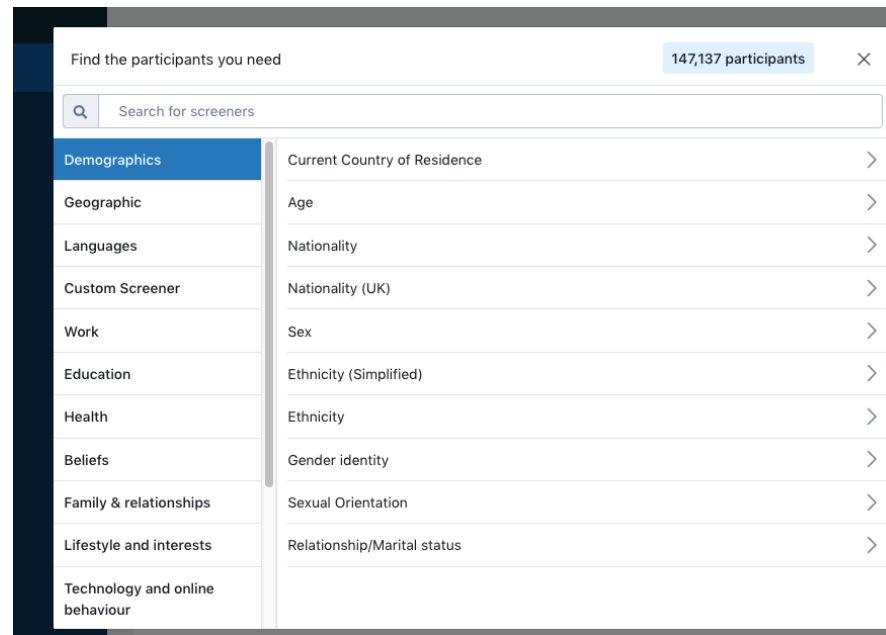 Find the participants you need
147,137 participants
Search for screeners
Demographics
Geographic
Languages
Custom Screener
Work
Education
Health
Beliefs
Family & relationships
Lifestyle and interests
Technology and online
behaviour
Current Country of Residence
Age
Nationality
Nationality (UK)
Sex
Ethnicity (Simplified)
Ethnicity
Gender identity
Sexual Orientation
Relationship/Marital status